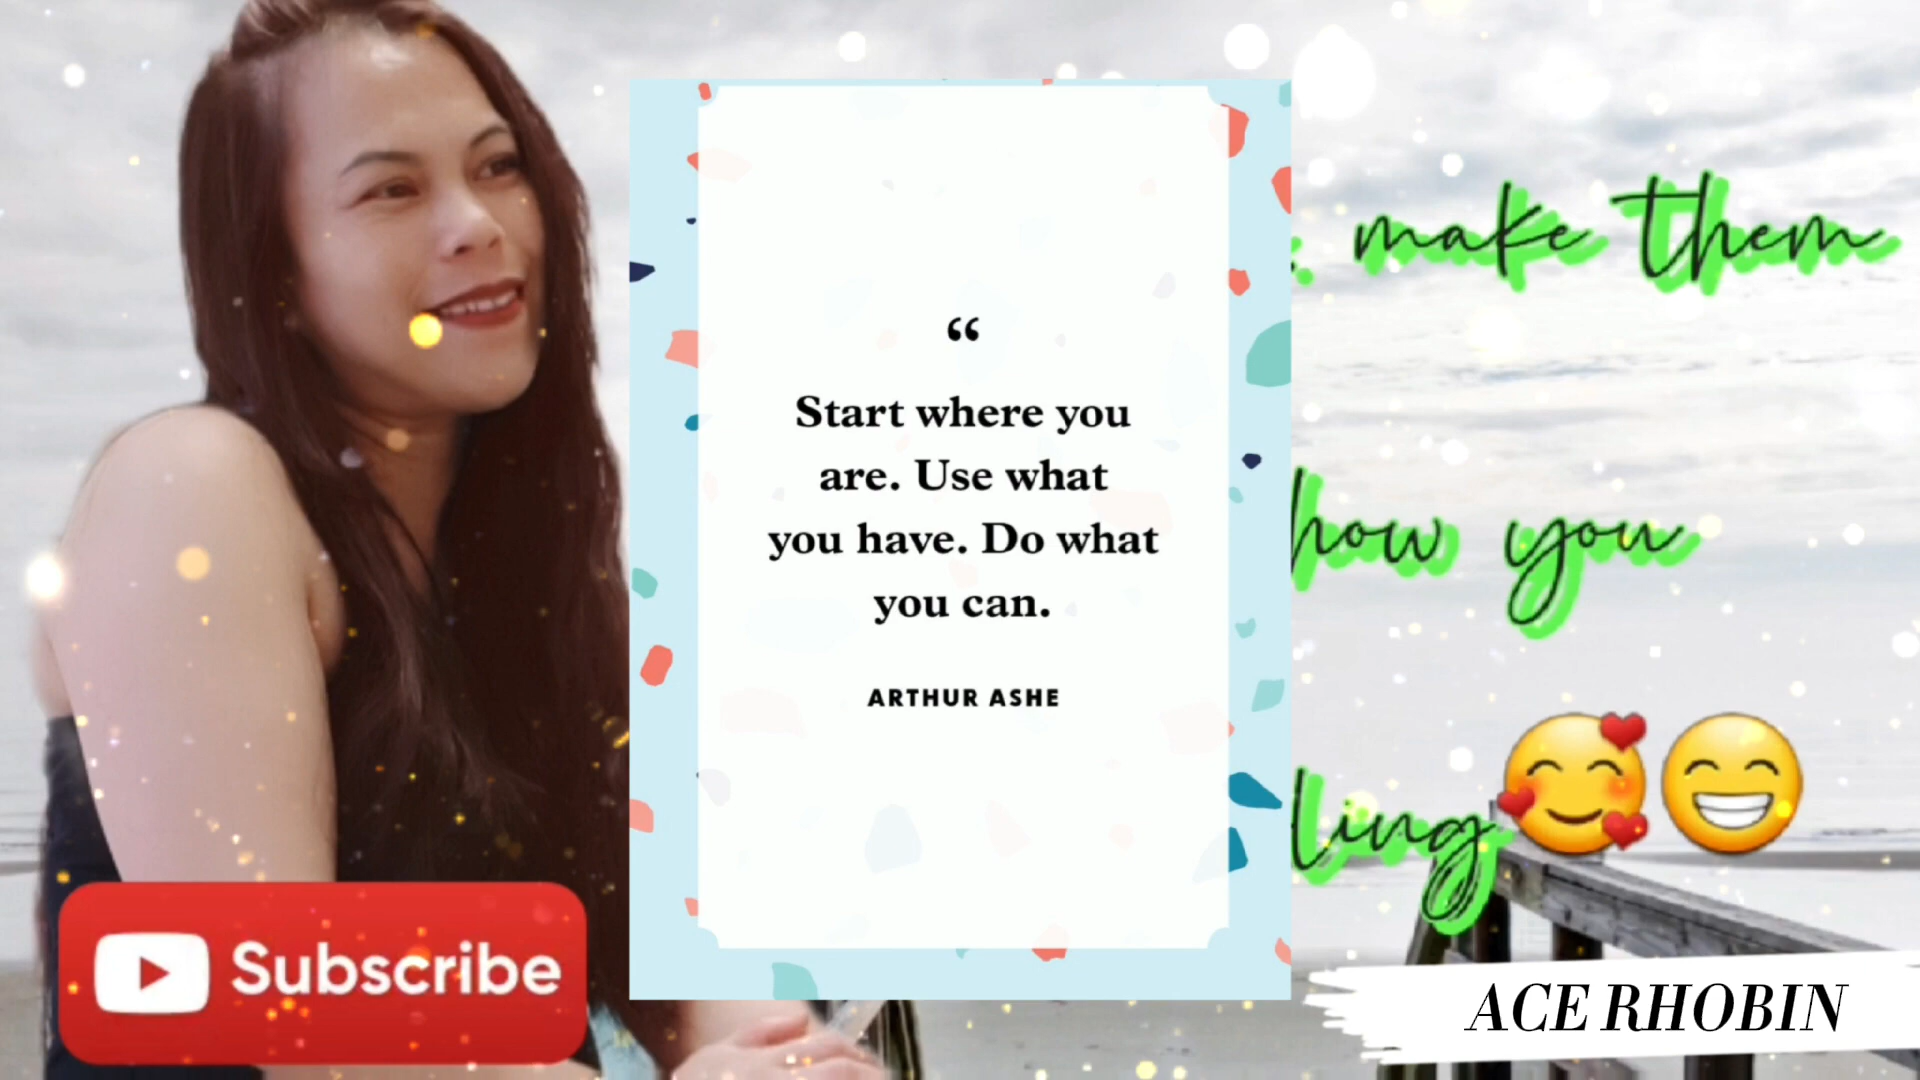 “
Start where you
are. Use what
you have. Do what
you can.
ARTHUR ASHE
make them
how you
ling
Subscribe
ACE RHOBIN